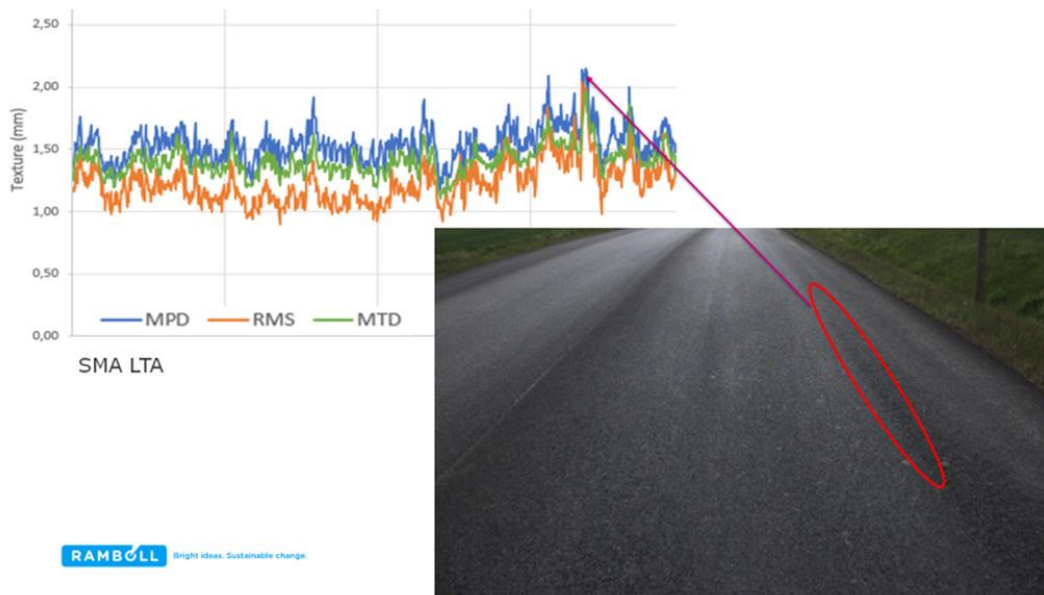 2,50
2,00
1,50
1,00
0,50
0,00
Texture (mm)
MPD RMS MTD
SMA LTA
RAMBOLL Bright ideas. Sustainable change.